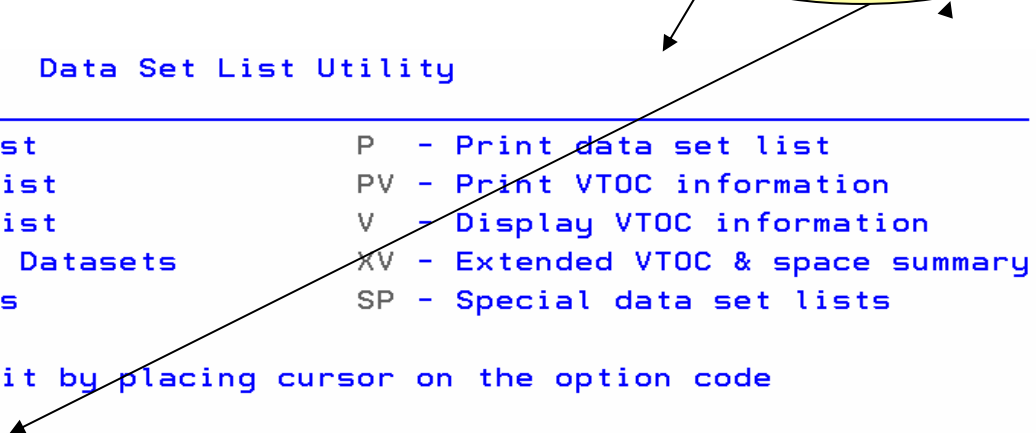 Data Set List Utility
st P - Print data set list
ist PV - Print VTOC information
ist V - Display VTOC information
Datasets XV - Extended VTOC & space summary
s SP - Special data set lists
it by placing cursor on the option code